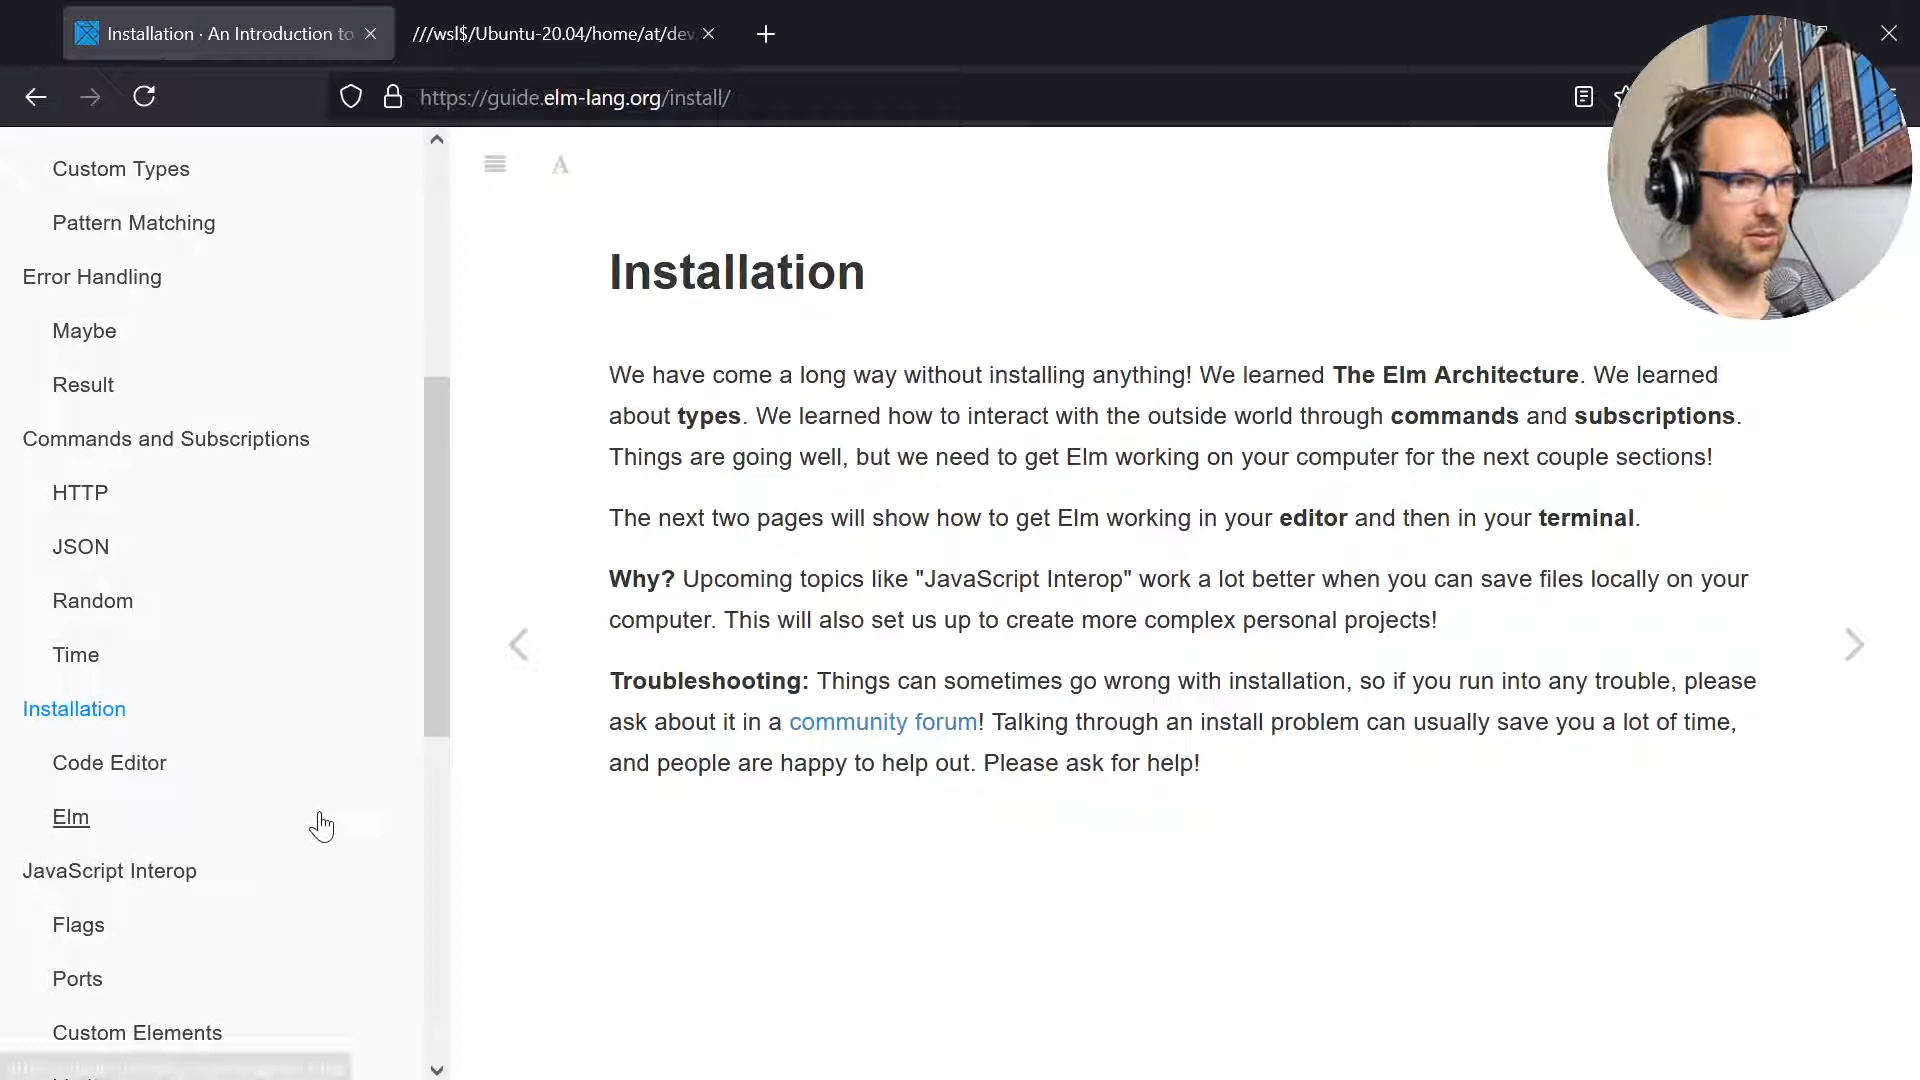 Installation · An Introduction to
///wsl$/Ubuntu-20.04/home/at/dev.
https://guide.elm-lang.org/install/
Custom Types
Pattern Matching
Error Handling
Maybe
Result
Commands and Subscriptions
HTTP
JSON
Random
Time
Installation
Code Editor
Elm
JavaScript Interop
Flags
Ports
Custom Elements
A
Installation
We have come a long way without installing anything! We learned The Elm Architecture. We learned
about types. We learned how to interact with the outside world through commands and subscriptions.
Things are going well, but we need to get Elm working on your computer for the next couple sections!
The next two pages will show how to get Elm working in your editor and then in your terminal.
Why? Upcoming topics like "JavaScript Interop" work a lot better when you can save files locally on your
computer. This will also set us up to create more complex personal projects!
Troubleshooting: Things can sometimes go wrong with installation, so if you run into any trouble, please
ask about it in a community forum! Talking through an install problem can usually save you a lot of time,
and people are happy to help out. Please ask for help!